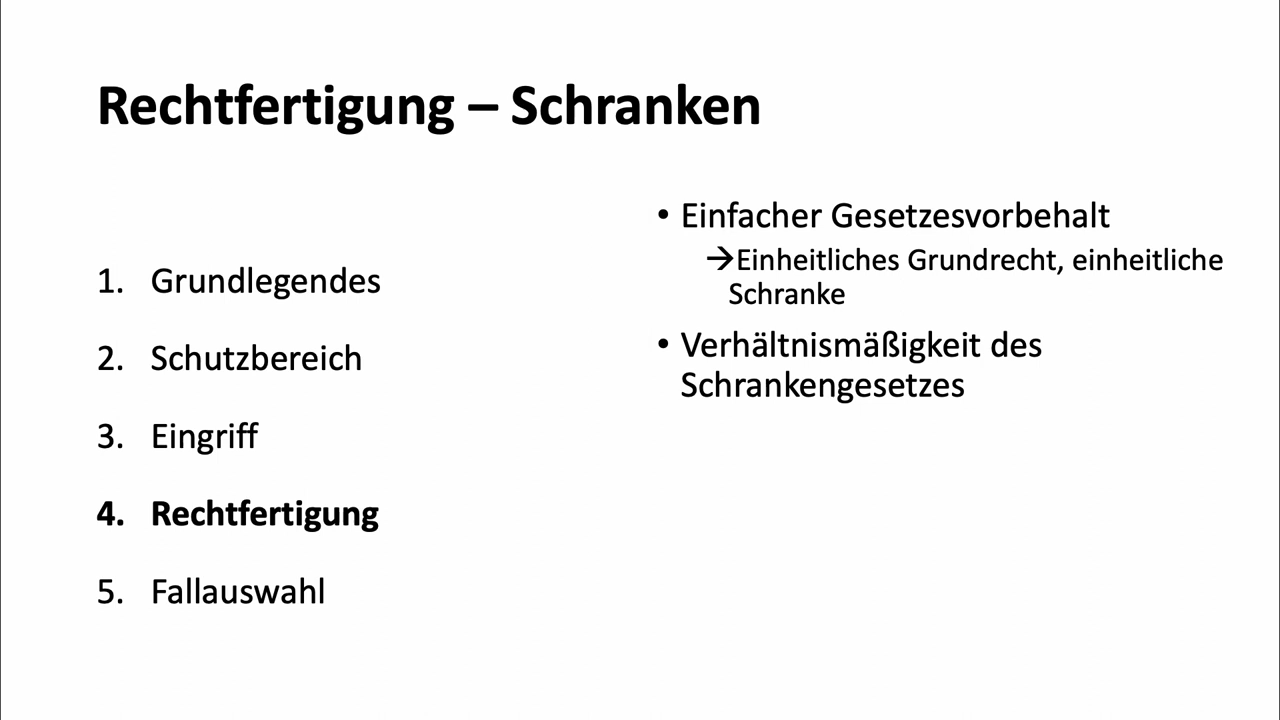 Rechtfertigung – Schranken
1. Grundlegendes
2. Schutzbereich
3. Eingriff
4. Rechtfertigung
5. Fallauswahl
• Einfacher Gesetzesvorbehalt
→Einheitliches Grundrecht, einheitliche
Schranke
• Verhältnismäßigkeit des
Schrankengesetzes